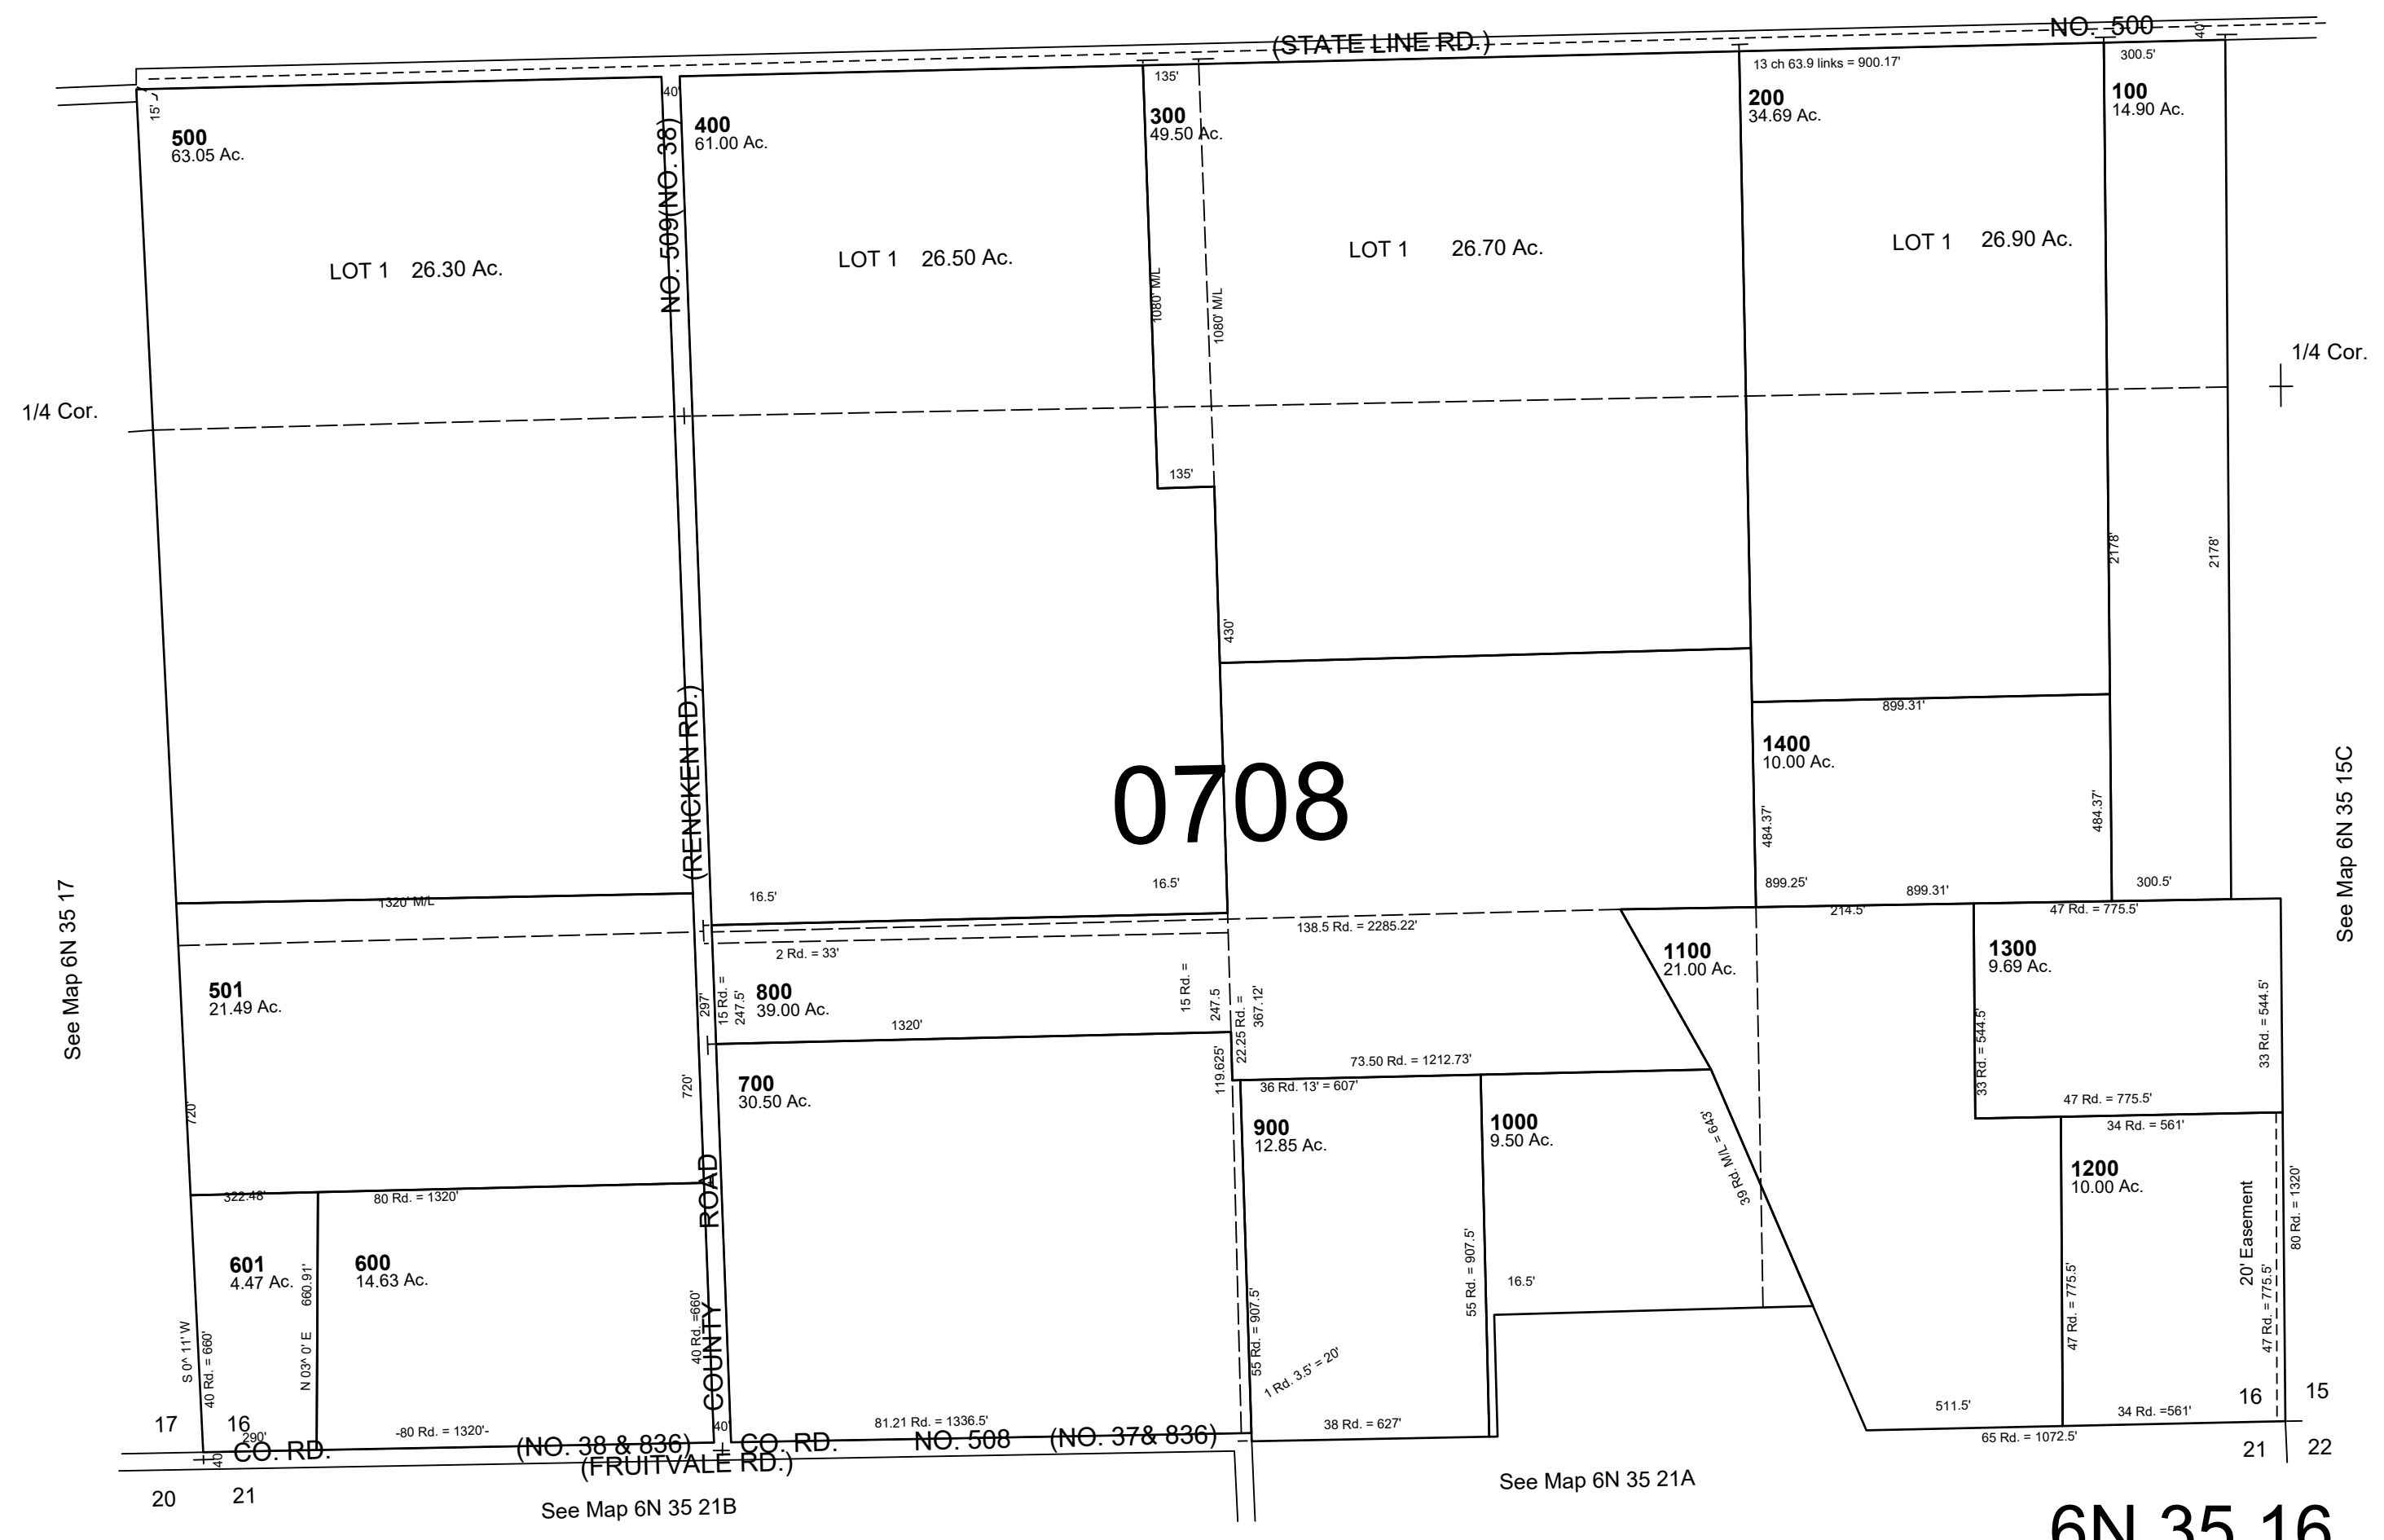 (STATE LINE RD.)
NO. 500
40'
15'
500
63.05 Ac.
40'
NO. 509(NO. 38)
400
61.00 Ac.
135'
300
49.50 Ac.
13 ch 63.9 links = 900.17'
200
34.69 Ac.
300.5'
100
14.90 Ac.
LOT 1 26.30 Ac.
LOT 1 26.50 Ac.
LOT 1 26.70 Ac.
LOT 1 26.90 Ac.
1080' M/L
1080' M/L
1/4 Cor.
1/4 Cor.
135'
430'
2178'
2178'
(RENCKEN RD.)
0708
899.31'
1400
10.00 Ac.
484.37'
484.37'
See Map 6N 35 17
See Map 6N 35 15C
1320' M/L
16.5'
16.5'
899.25'
899.31'
300.5'
138.5 Rd. = 2285.22'
214.5'
47 Rd. = 775.5'
2 Rd. = 33'
501
21.49 Ac.
297'
15 Rd. =
247.5'
800
39.00 Ac.
15 Rd. =
247.5
22.25 Rd. =
367.12'
1100
21.00 Ac.
1300
9.69 Ac.
33 Rd. = 544.5'
33 Rd. = 544.5'
1320'
720'
720'
700
30.50 Ac.
119.625'
73.50 Rd. = 1212.73'
36 Rd. 13' = 607'
47 Rd. = 775.5'
34 Rd. = 561'
900
12.85 Ac.
1000
9.50 Ac.
39 Rd. M/L = 643'
1200
10.00 Ac.
20' Easement
80 Rd. = 1320'
322.48'
80 Rd. = 1320'
COUNTY ROAD
601
4.47 Ac.
660.91'
N 03^ 0' E
600
14.63 Ac.
40 Rd. =660'
S 0^ 11' W
40 Rd. = 660'
55 Rd. = 907.5'
55 Rd. = 907.5'
16.5'
1 Rd. 3.5' = 20'
47 Rd. = 775.5'
47 Rd. = 775.5'
17
16
290'
-80 Rd. = 1320'-
40'
81.21 Rd. = 1336.5'
38 Rd. = 627'
511.5'
34 Rd. =561'
65 Rd. = 1072.5'
16
15
40'
CO. RD.
(NO. 38 & 836)
CO. RD.
NO. 508
(NO. 37& 836)
(FRUITVALE RD.)
21
22
20
21
See Map 6N 35 21B
See Map 6N 35 21A
6N 35 16